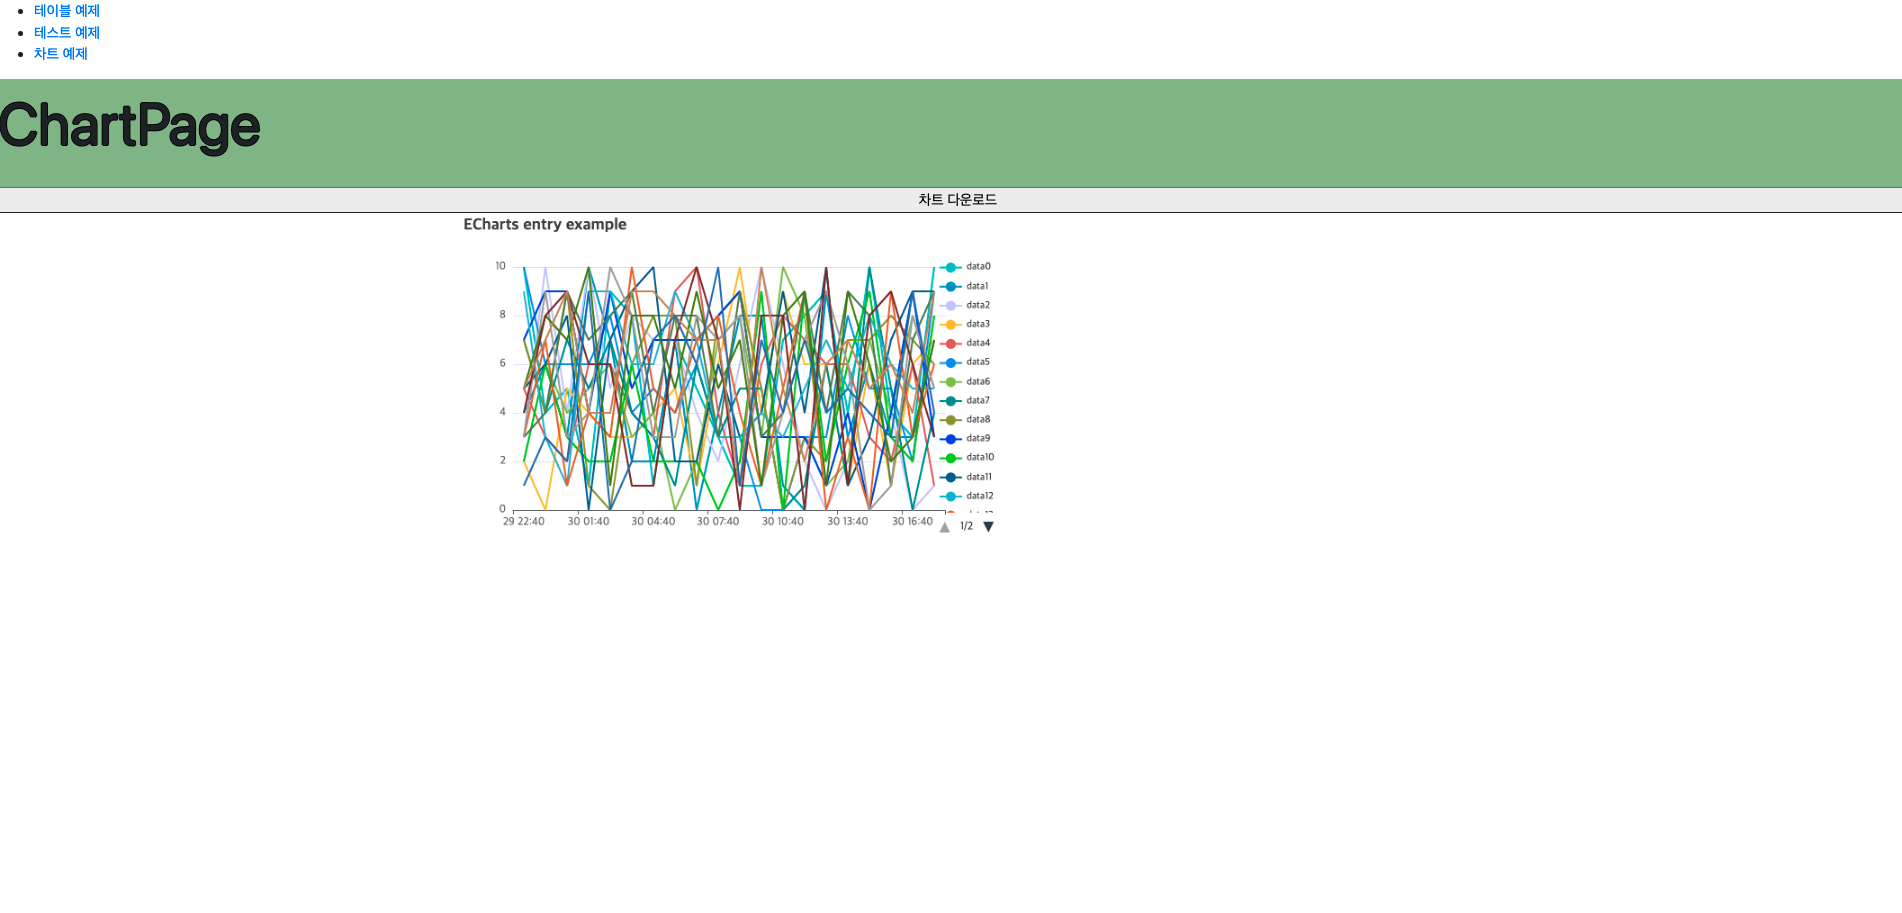 테이블 예제
테스트 예제
차트 예제
ChartPage
차트 다운로드
ECharts entry example
10
8
6
4
2
0
29 22:40 30 01:40 30 04:40 30 07:40 30 10:40 30 13:40 30 16:40
data0
data1
data2
data3
data4
data5
data6
data7
data8
data9
data10
data11
data12
1/2